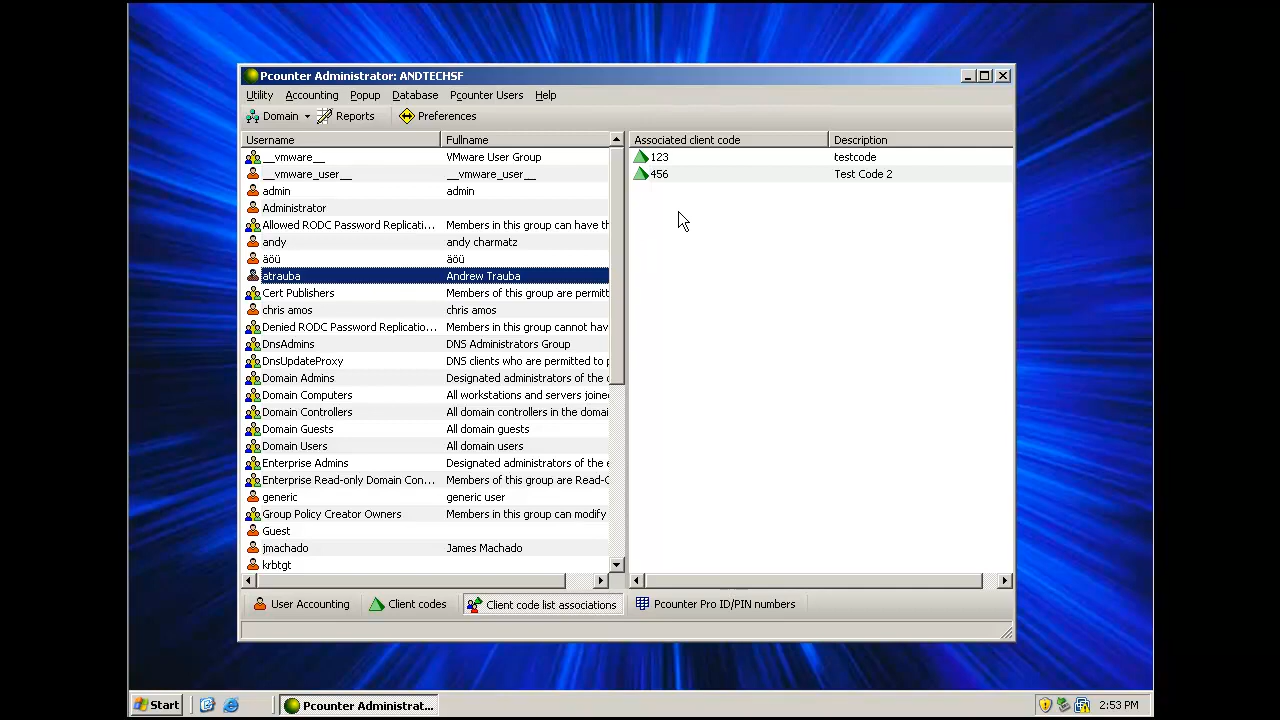 Pcounter Administrator: ANDTECHSF
Utility Accounting Popup Database Pcounter Users Help
Domain Reports Preferences
Username Fullname Associated client code Description
__vmware__ VMware User Group 123 testcode
__vmware_user__ __vmware_user__ 456 Test Code 2
admin admin
Administrator
Allowed RODC Password Replicati... Members in this group can have th
andy andy charmatz
äöü äöü
atrauba Andrew Trauba
Cert Publishers Members of this group are permitt
chris amos chris amos
Denied RODC Password Replicatio... Members in this group cannot hav
DnsAdmins DNS Administrators Group
DnsUpdateProxy DNS clients who are permitted to p
Domain Admins Designated administrators of the d
Domain Computers All workstations and servers joine
Domain Controllers All domain controllers in the domai
Domain Guests All domain guests
Domain Users All domain users
Enterprise Admins Designated administrators of the e
Enterprise Read-only Domain Con... Members of this group are Read-O
generic generic user
Group Policy Creator Owners Members in this group can modify
Guest
jmachado James Machado
krbtgt
User Accounting Client codes Client code list associations Pcounter Pro ID/PIN numbers
Start Pcounter Administrat... 2:53 PM